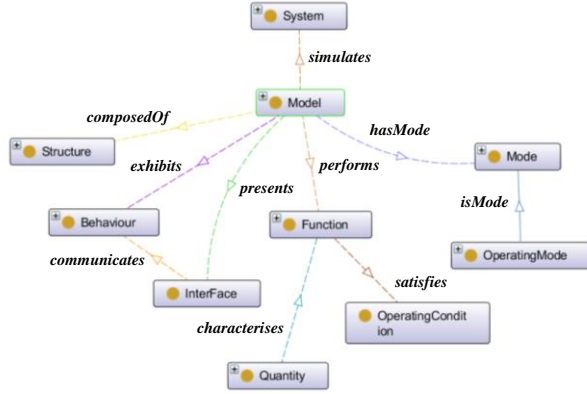 System
simulates
Model
composedOf
hasMode
Structure
exhibits
performs
Mode
presents
isMode
Behaviour
Function
communicates
OperatingMode
satisfies
InterFace
characterises
OperatingCondit
ion
Quantity